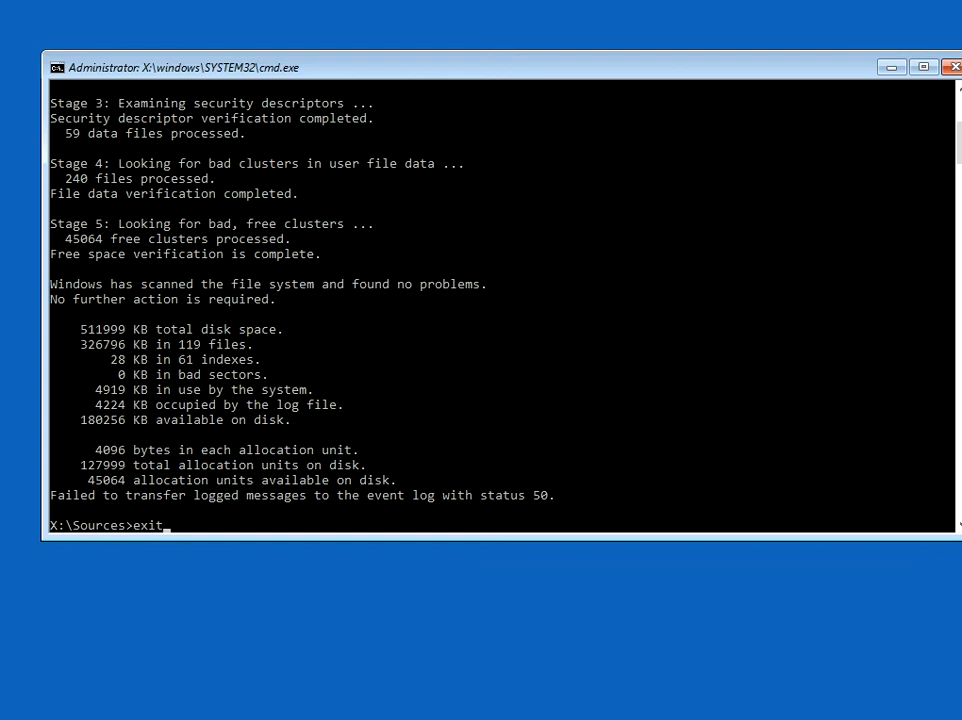 Administrator: X:\windows\SYSTEM32\cmd.exe
Stage 3: Examining security descriptors ...
Security descriptor verification completed.
59 data files processed.
Stage 4: Looking for bad clusters in user file data ...
240 files processed.
File data verification completed.
Stage 5: Looking for bad, free clusters ...
45064 free clusters processed.
Free space verification is complete.
Windows has scanned the file system and found no problems.
No further action is required.
511999 KB total disk space.
326796 KB in 119 files.
28 KB in 61 indexes.
0 KB in bad sectors.
4919 KB in use by the system.
4224 KB occupied by the log file.
180256 KB available on disk.
4096 bytes in each allocation unit.
127999 total allocation units on disk.
45064 allocation units available on disk.
Failed to transfer logged messages to the event log with status 50.
X:\Sources>exit